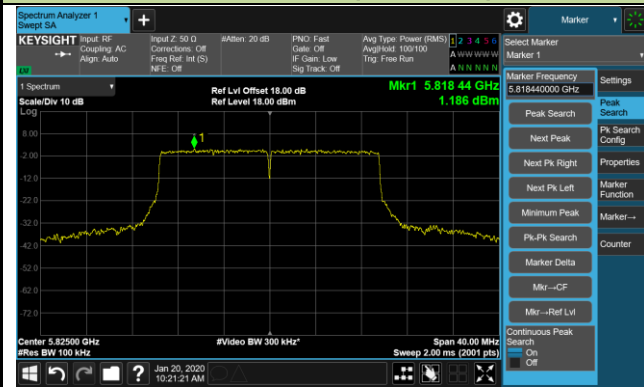 Spectrum Analyzer 1
Swept SA
+
Marker
KEYSIGHT
Input: RF
Coupling: AC
Align: Auto
Input Z: 50 Ω
Corrections: Off
Freq Ref: Int (S)
NFE: Off
#Atten: 20 dB
PNO: Fast
Gate: Off
IF Gain: Low
Sig Track: Off
Avg Type: Power (RMS)
Avg|Hold: 100/100
Trig: Free Run
1 2 3 4 5 6
A W W W W W
A N N N N N
Select Marker
Marker 1
1 Spectrum
Scale/Div 10 dB
Log
Ref Lvl Offset 18.00 dB
Ref Level 18.00 dBm
Mkr1 5.818 44 GHz
1.186 dBm
8.00
-2.00
-12.0
-22.0
-32.0
-42.0
-52.0
-62.0
-72.0
1
Center 5.82500 GHz
#Res BW 100 kHz
#Video BW 300 kHz*
Span 40.00 MHz
Sweep 2.00 ms (2001 pts)
Marker Frequency
5.818440000 GHz
Peak Search
Next Peak
Next Pk Right
Next Pk Left
Minimum Peak
Pk-Pk Search
Marker Delta
Mkr→CF
Mkr→Ref Lvl
Continuous Peak
Search
On
Off
Settings
Peak
Search
Pk Search
Config
Properties
Marker
Function
Marker→
Counter
?
Jan 20, 2020
10:21:21 AM